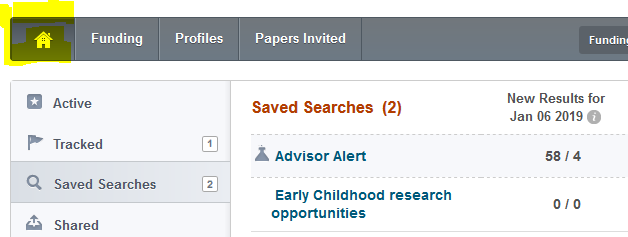 Funding Profiles Papers Invited Funding
Active
Tracked 1
Saved Searches 2
Shared
Saved Searches (2)
New Results for
Jan 06 2019
Advisor Alert 58 / 4
Early Childhood research
opportunities
0 / 0